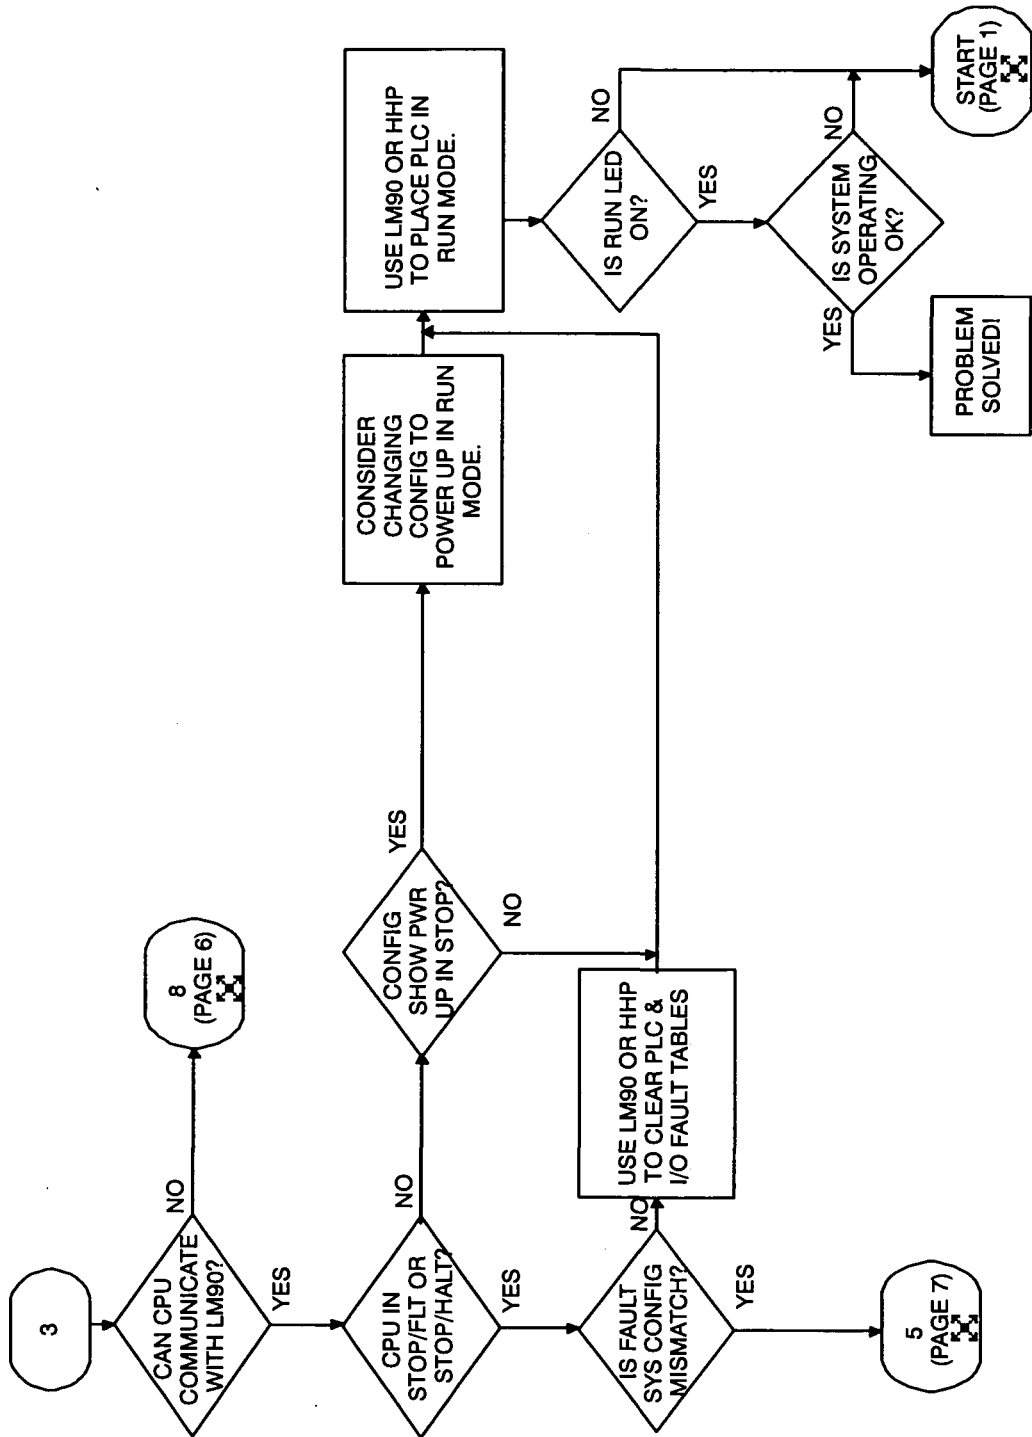 3
CAN CPU
COMMUNICATE
WITH LM90?
NO
8
(PAGE 6)
YES
CPU IN
STOP/FLT OR
STOP/HALT?
NO
CONFIG
SHOW PWR
UP IN STOP?
YES
CONSIDER
CHANGING
CONFIG TO
POWER UP IN RUN
MODE.
USE LM90 OR HHP
TO PLACE PLC IN
RUN MODE.
NO
YES
IS FAULT
SYS CONFIG
MISMATCH?
NO
USE LM90 OR HHP
TO CLEAR PLC &
I/O FAULT TABLES
YES
5
(PAGE 7)
IS RUN LED
ON?
NO
YES
IS SYSTEM
OPERATING
OK?
NO
YES
PROBLEM
SOLVED!
START
(PAGE 1)